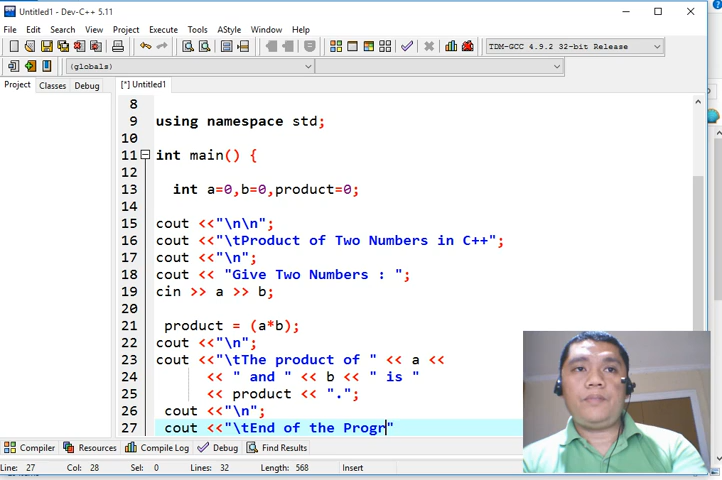 Untitled1 - Dev-C++ 5.11
File Edit Search View Project Execute Tools AStyle Window Help
TDM-GCC 4.9.2 32-bit Release
(globals)
Project Classes Debug
[*] Untitled1
8
9 using namespace std;
10
11 int main() {
12
13 int a=0,b=0,product=0;
14
15 cout <<"\n\n";
16 cout <<"\tProduct of Two Numbers in C++";
17 cout <<"\n";
18 cout << "Give Two Numbers : ";
19 cin >> a >> b;
20
21 product = (a*b);
22 cout <<"\n";
23 cout <<"\tThe product of " << a <<
24 << " and " << b << " is "
25 << product << ".";
26 cout <<"\n";
27 cout <<"\tEnd of the Progr"
Compiler Resources Compile Log Debug Find Results
Line: 27 Col: 28 Sel: 0 Lines: 32 Length: 568 Insert